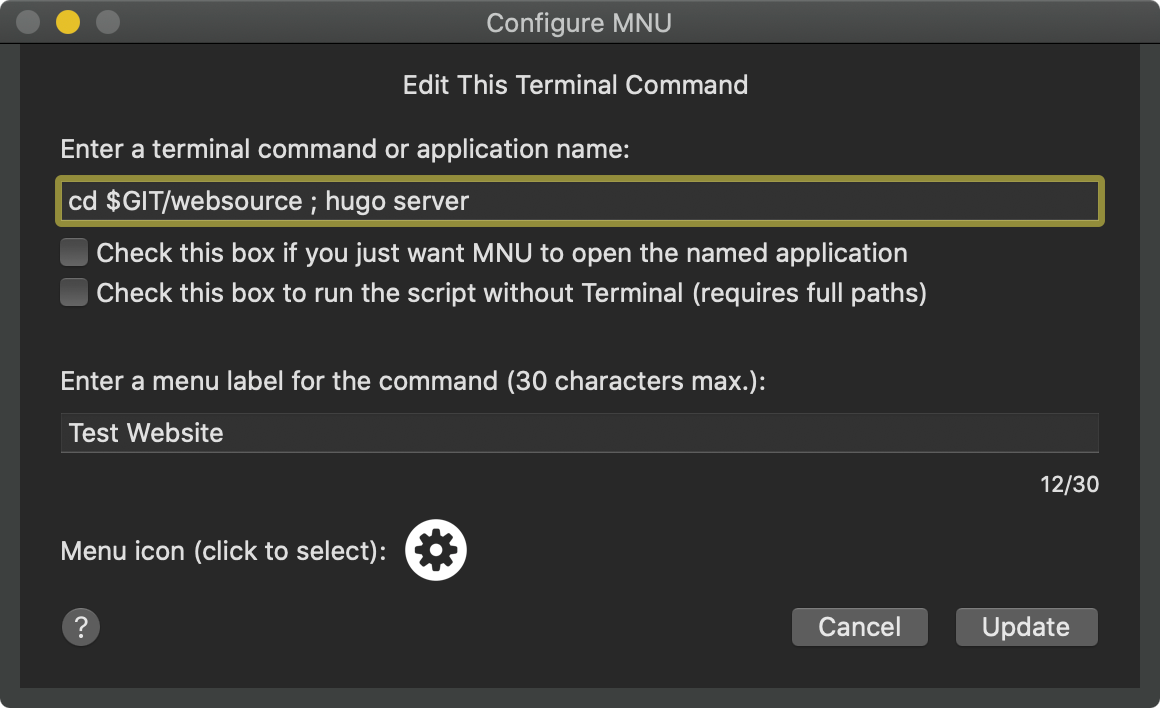 Configure MNU
Edit This Terminal Command
Enter a terminal command or application name:
cd $GIT/websource ; hugo server
Check this box if you just want MNU to open the named application
Check this box to run the script without Terminal (requires full paths)
Enter a menu label for the command (30 characters max.):
Test Website
12/30
Menu icon (click to select):
?
Cancel
Update